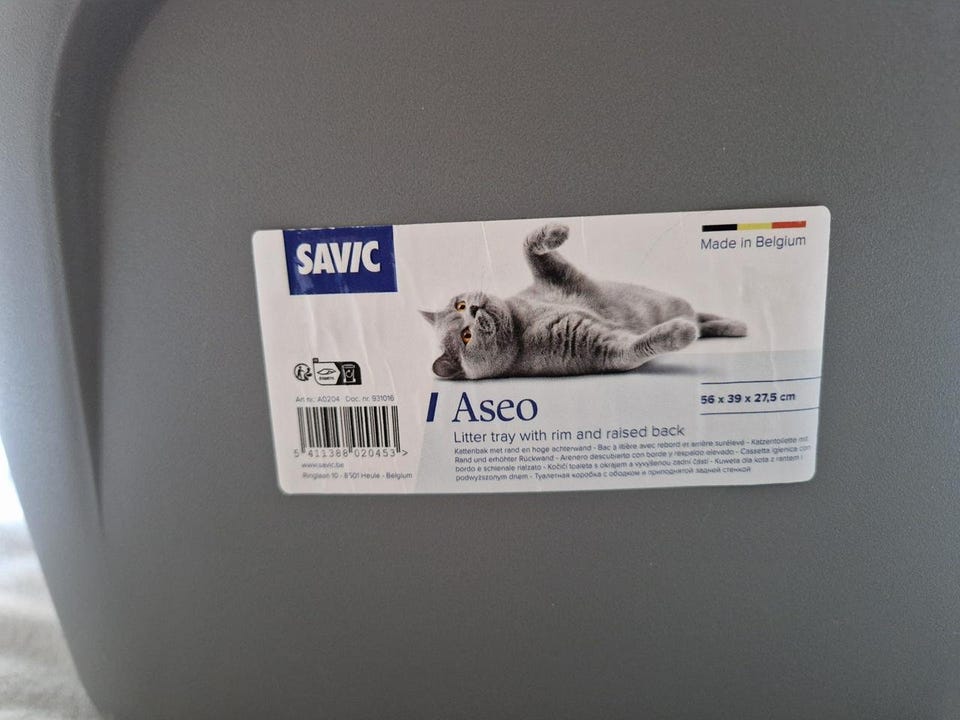 SAVIC
Made in Belgium
Art nr.: A0204 Doc. nr. 931016
5 411388 020453 >
www.savic.be
Ringlaan 10 - 8501 Heule - Belgium
Aseo
56 x 39 x 27,5 cm
Litter tray with rim and raised back
Kattenbak met rand en hoge achterwand - Bac à litière avec rebord et arrière surélevé - Katzentoilette mit
Rand und erhöhter Rückwand - Arenero descubierto con borde y respaldo elevado - Cassetta igienica con
bordo e schienale rialzato - Kočičí toaleta s okrajem a vyvýšenou zadní částí - Kuweta dla kota z rantem i
podwyższonym dnem - Туалетная коробка с ободком и приподнятой задней стенкой